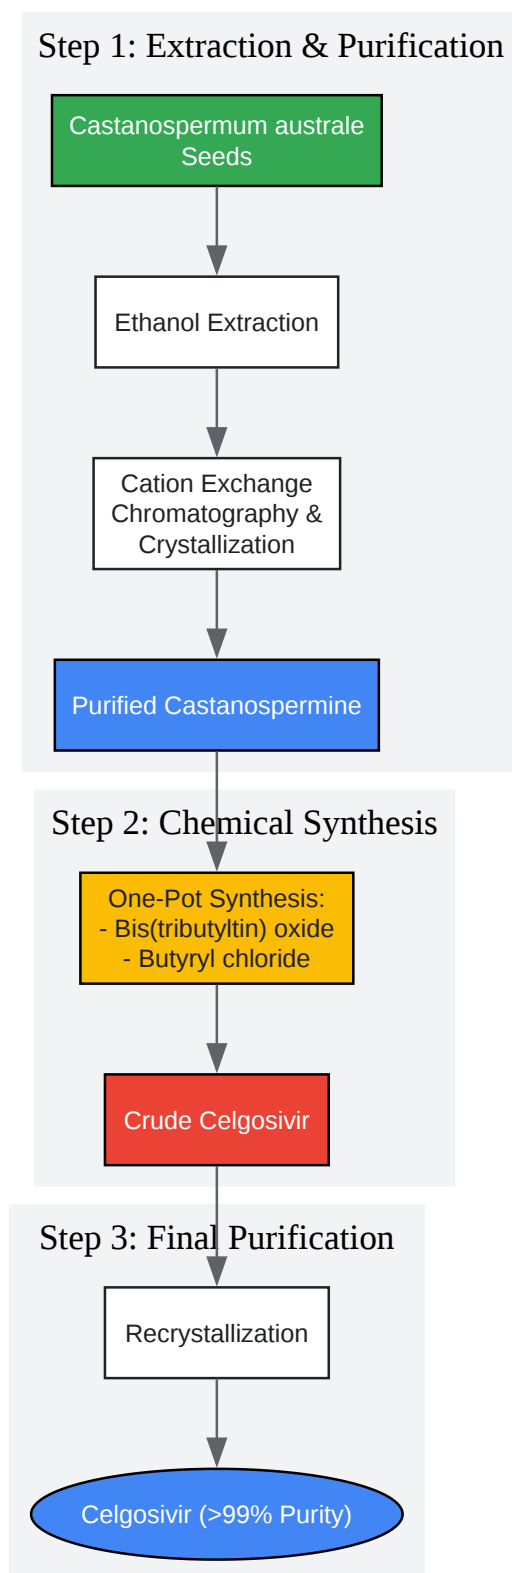 Step 1: Extraction & Purification
Castanospermum australe
Seeds
Ethanol Extraction
Cation Exchange
Chromatography &
Crystallization
Purified Castanospermine
Step 2: Chemical Synthesis
One-Pot Synthesis:
- Bis(tributyltin) oxide
- Butyryl chloride
Crude Celgosivir
Step 3: Final Purification
Recrystallization
Celgosivir (>99% Purity)